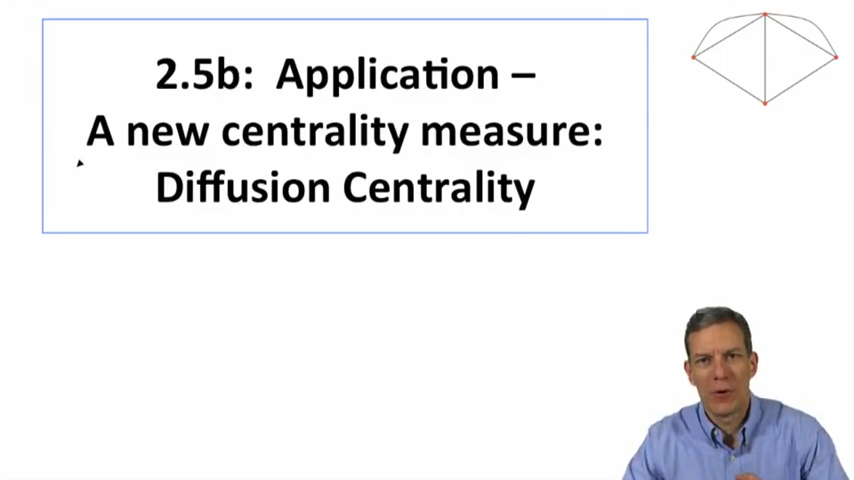 2.5b: Application –
A new centrality measure:
Diffusion Centrality